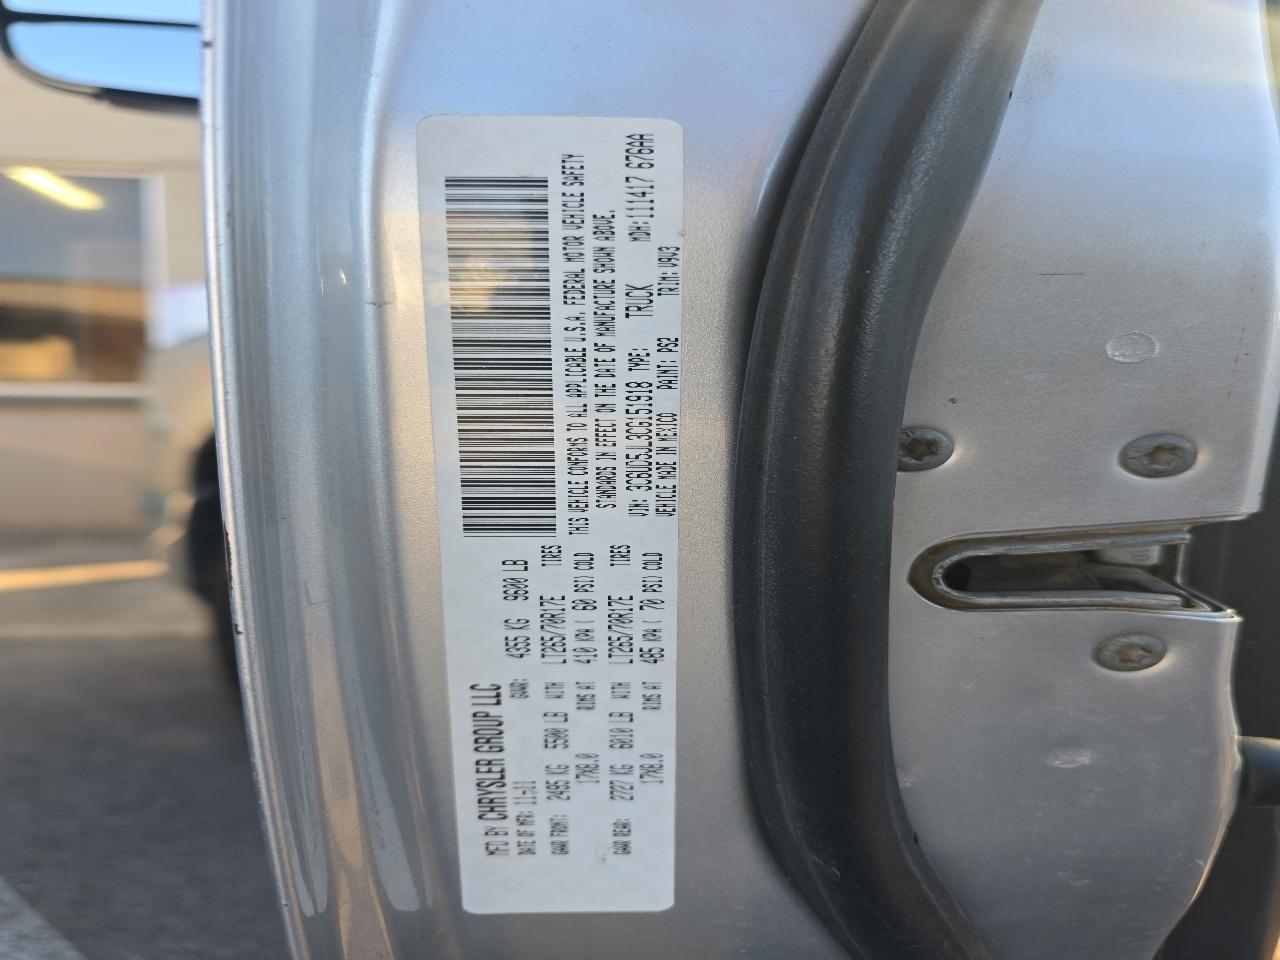 MFD BY CHRYSLER GROUP LLC
DATE OF MFR: 11-11 GVWR: 4355 KG 9600 LB
GAWR FRONT: 2495 KG 5500 LB WITH LT265/70R17E TIRES
17X8.0 RIMS AT 410 KPA ( 60 PSI) COLD
GAWR REAR: 2727 KG 6010 LB WITH LT265/70R17E TIRES
17X8.0 RIMS AT 485 KPA ( 70 PSI) COLD
THIS VEHICLE CONFORMS TO ALL APPLICABLE U.S.A. FEDERAL MOTOR VEHICLE SAFETY
STANDARDS IN EFFECT ON THE DATE OF MANUFACTURE SHOWN ABOVE.
VIN: 3C6UD5JL3CG151918 TYPE: TRUCK MDH:111417 676AA
VEHICLE MADE IN MEXICO PAINT: PS2 TRIM: V9V3